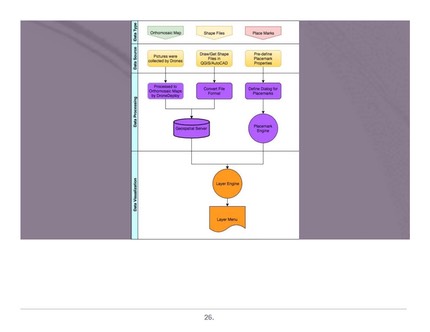 Data Type
Orthomosaic Map
Shape Files
Place Marks
Data Source
Pictures were
collected by Drones
Draw/Get Shape
Files in
QGIS/AutoCAD
Pre-define
Placemark
Properties
Data Processing
Processed to
Orthomosaic Maps
by DroneDeploy
Convert File
Format
Define Dialog for
Placemarks
Geospatial Server
Placemark
Engine
Data Visualization
Layer Engine
Layer Menu
26.